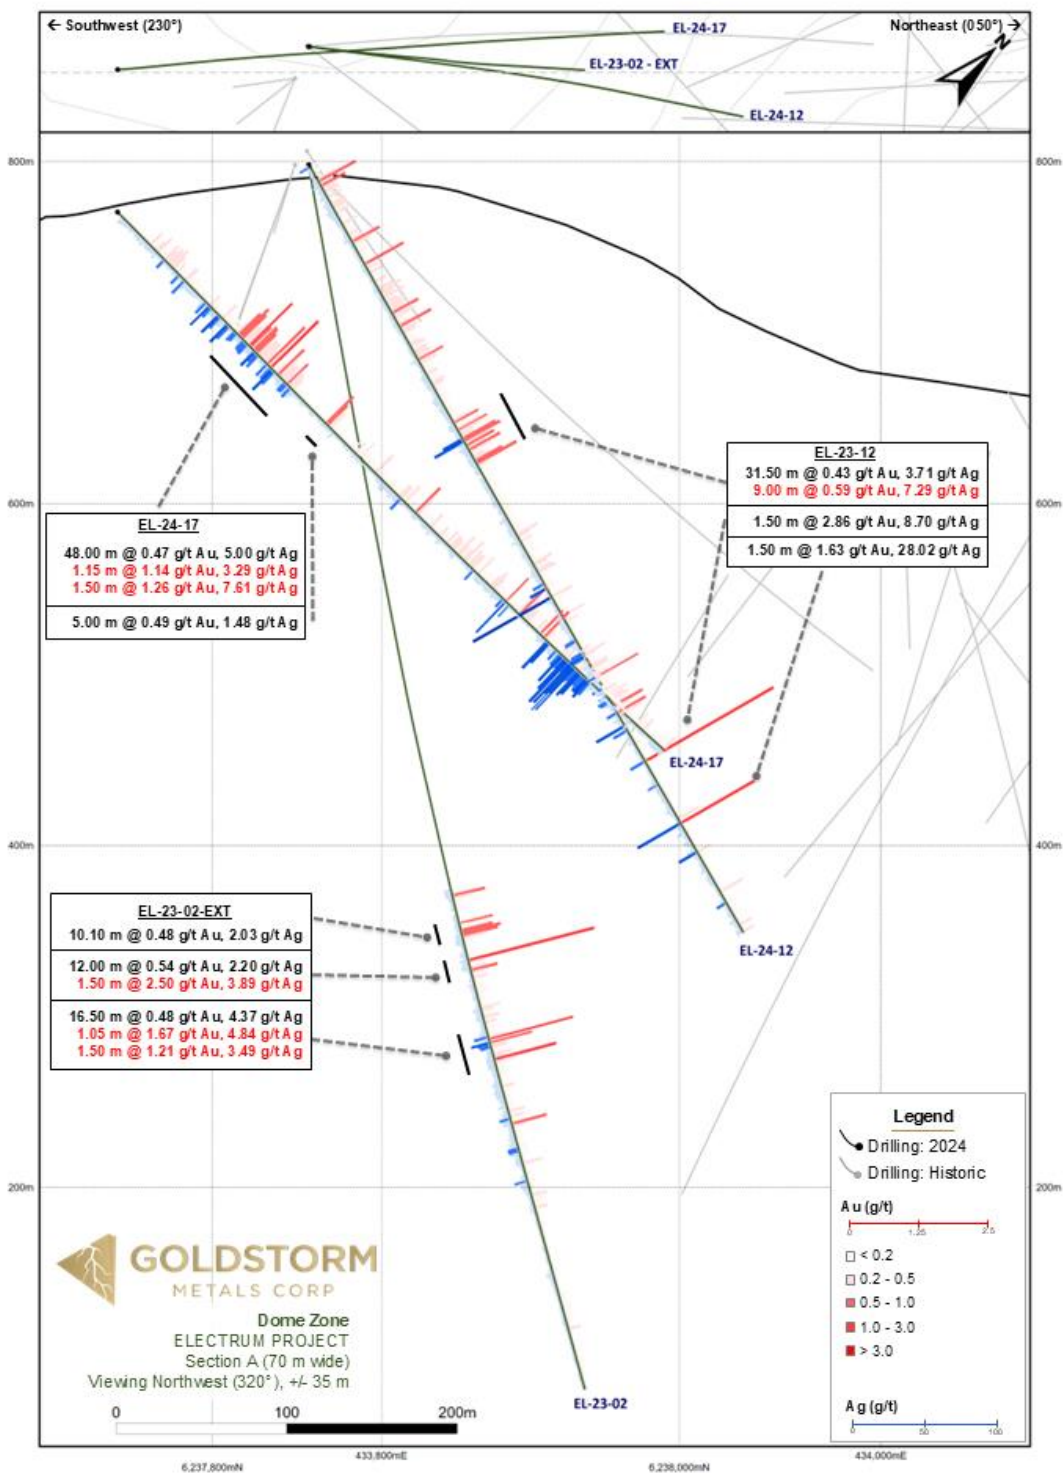 ← Southwest (230°)
Northeast (050°) →
N
EL-24-17
EL-23-02 - EXT
EL-24-12
800m
800m
EL-23-12
31.50 m @ 0.43 g/t Au, 3.71 g/t Ag
9.00 m @ 0.59 g/t Au, 7.29 g/t Ag
1.50 m @ 2.86 g/t Au, 8.70 g/t Ag
1.50 m @ 1.63 g/t Au, 28.02 g/t Ag
600m
600m
EL-24-17
48.00 m @ 0.47 g/t Au, 5.00 g/t Ag
1.15 m @ 1.14 g/t Au, 3.29 g/t Ag
1.50 m @ 1.26 g/t Au, 7.61 g/t Ag
5.00 m @ 0.49 g/t Au, 1.48 g/t Ag
EL-24-17
400m
400m
EL-23-02-EXT
10.10 m @ 0.48 g/t Au, 2.03 g/t Ag
12.00 m @ 0.54 g/t Au, 2.20 g/t Ag
1.50 m @ 2.50 g/t Au, 3.89 g/t Ag
16.50 m @ 0.48 g/t Au, 4.37 g/t Ag
1.05 m @ 1.67 g/t Au, 4.84 g/t Ag
1.50 m @ 1.21 g/t Au, 3.49 g/t Ag
EL-24-12
200m
200m
Legend
Drilling: 2024
Drilling: Historic
Au (g/t)
0 1.25 2.5
< 0.2
0.2 - 0.5
0.5 - 1.0
1.0 - 3.0
> 3.0
Ag (g/t)
0 50 100
GOLDSTORM
METALS CORP
Dome Zone
ELECTRUM PROJECT
Section A (70 m wide)
Viewing Northwest (320°), +/- 35 m
0 100 200m
EL-23-02
6,237,800mN
433,800mE
6,238,000mN
434,000mE